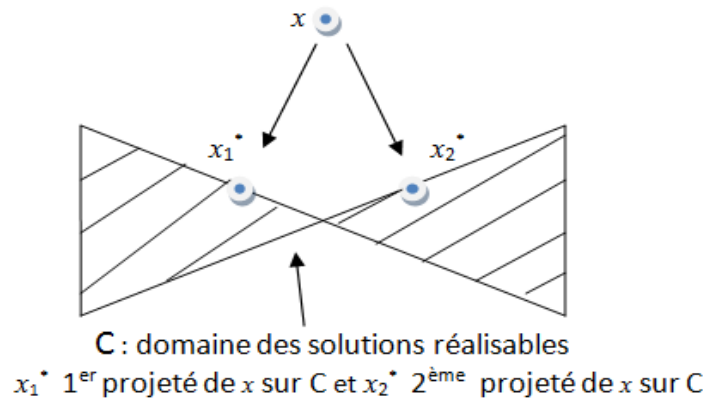 x
x₁* x₂*
C : domaine des solutions réalisables
x₁* 1er projeté de x sur C et x₂* 2ème projeté de x sur C